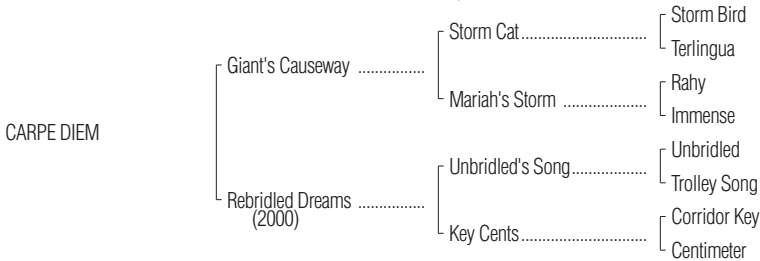 Storm Bird
Storm Cat..............................
Terlingua
Giant's Causeway ................
Rahy
Mariah's Storm ....................
Immense
CARPE DIEM
Unbridled
Unbridled's Song..................
Trolley Song
Rebridled Dreams ................
(2000)
Corridor Key
Key Cents..............................
Centimeter